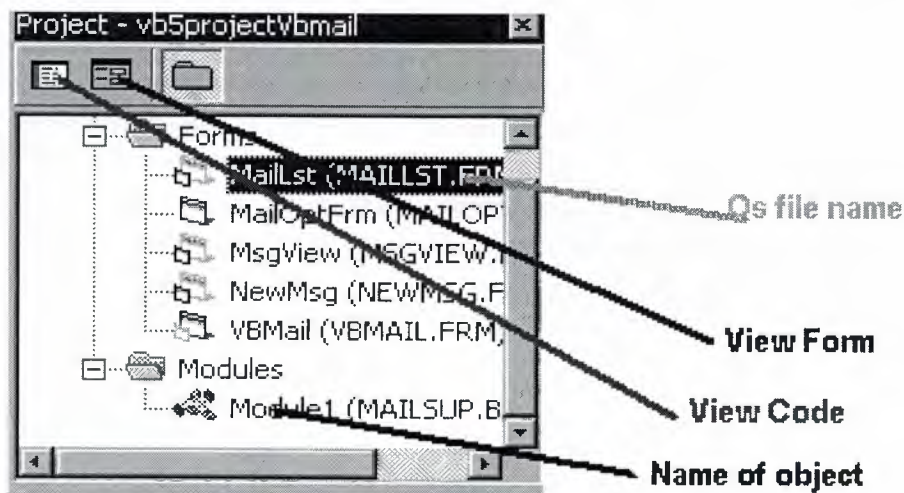 Project - vb5projectVbmail
Forms
MailLst (MAILLST.FRM
MailOptFrm (MAILOPT
MsgView (MSGVIEW.F
NewMsg (NEWMSG.F
VBMail (VBMAIL.FRM)
Modules
Module1 (MAILSUP.B
Os file name
View Form
View Code
Name of object